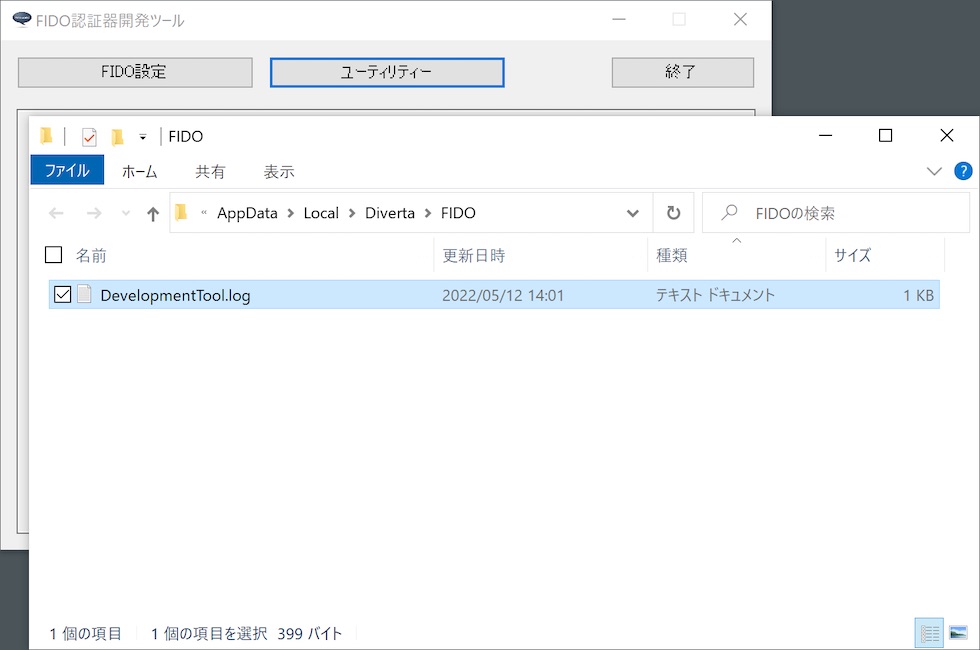 FIDO認証器開発ツール
FIDO設定 ユーティリティー 終了
FIDO
ファイル ホーム 共有 表示
« AppData > Local > Diverta > FIDO FIDOの検索
名前 更新日時 種類 サイズ
DevelopmentTool.log 2022/05/12 14:01 テキスト ドキュメント 1 KB
1 個の項目 1 個の項目を選択 399 バイト